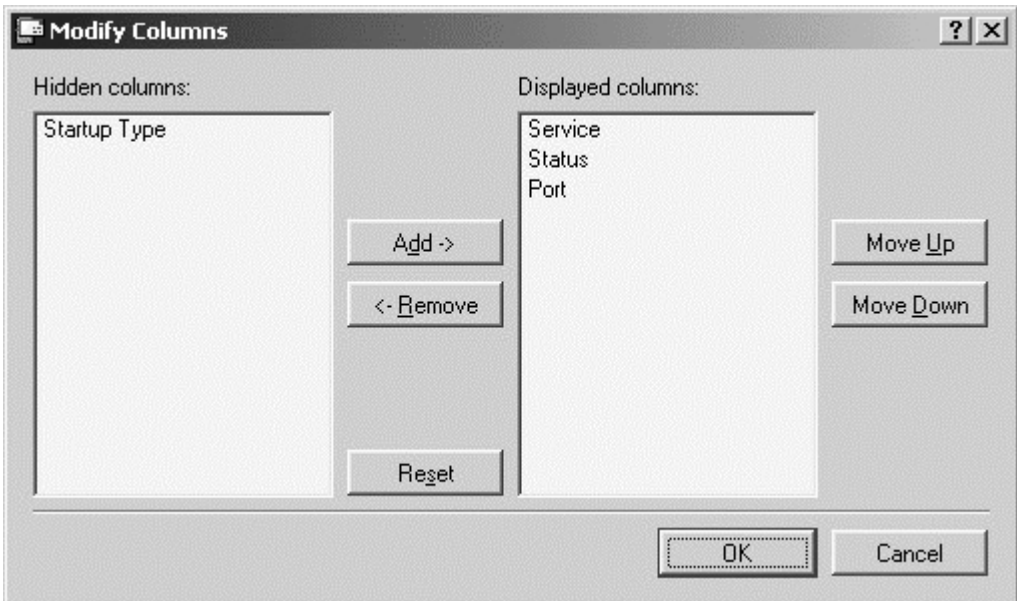 Modify Columns
Hidden columns:
Startup Type
Displayed columns:
Service
Status
Port
Add ->
<- Remove
Reset
Move Up
Move Down
OK
Cancel